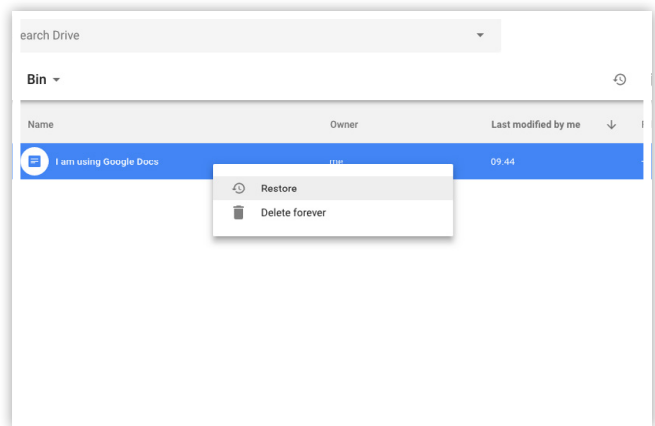 earch Drive
Bin
Name Owner Last modified by me
I am using Google Docs me 09:44
Restore
Delete forever